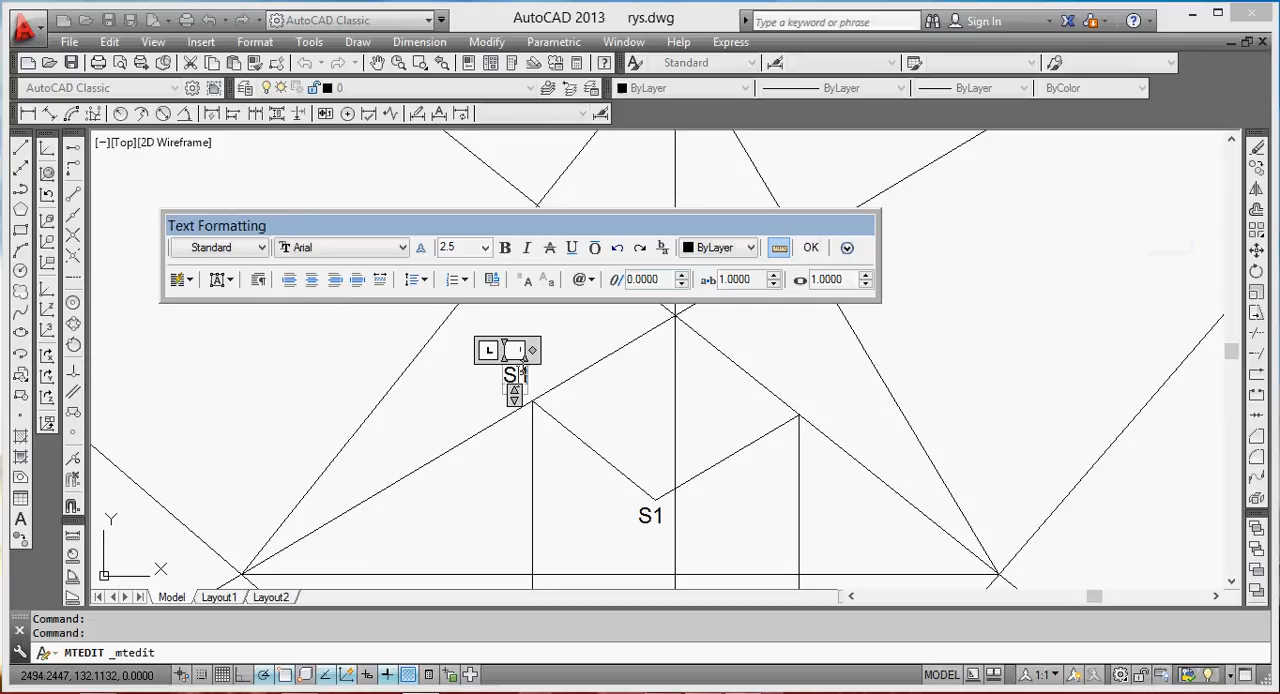 AutoCAD Classic
AutoCAD 2013 rys.dwg
Type a keyword or phrase
Sign In
File Edit View Insert Format Tools Draw Dimension Modify Parametric Window Help Express
Standard
AutoCAD Classic
0
ByLayer
ByLayer
ByLayer
ByColor
[−][Top][2D Wireframe]
Text Formatting
Standard
Arial
2.5
B I A U O
ByLayer
OK
@
0/ 0.0000
a•b 1.0000
1.0000
L
S1
S1
Y
X
Model Layout1 Layout2
Command:
Command:
MTEDIT _mtedit
2494.2447, 132.1132, 0.0000
MODEL
1:1